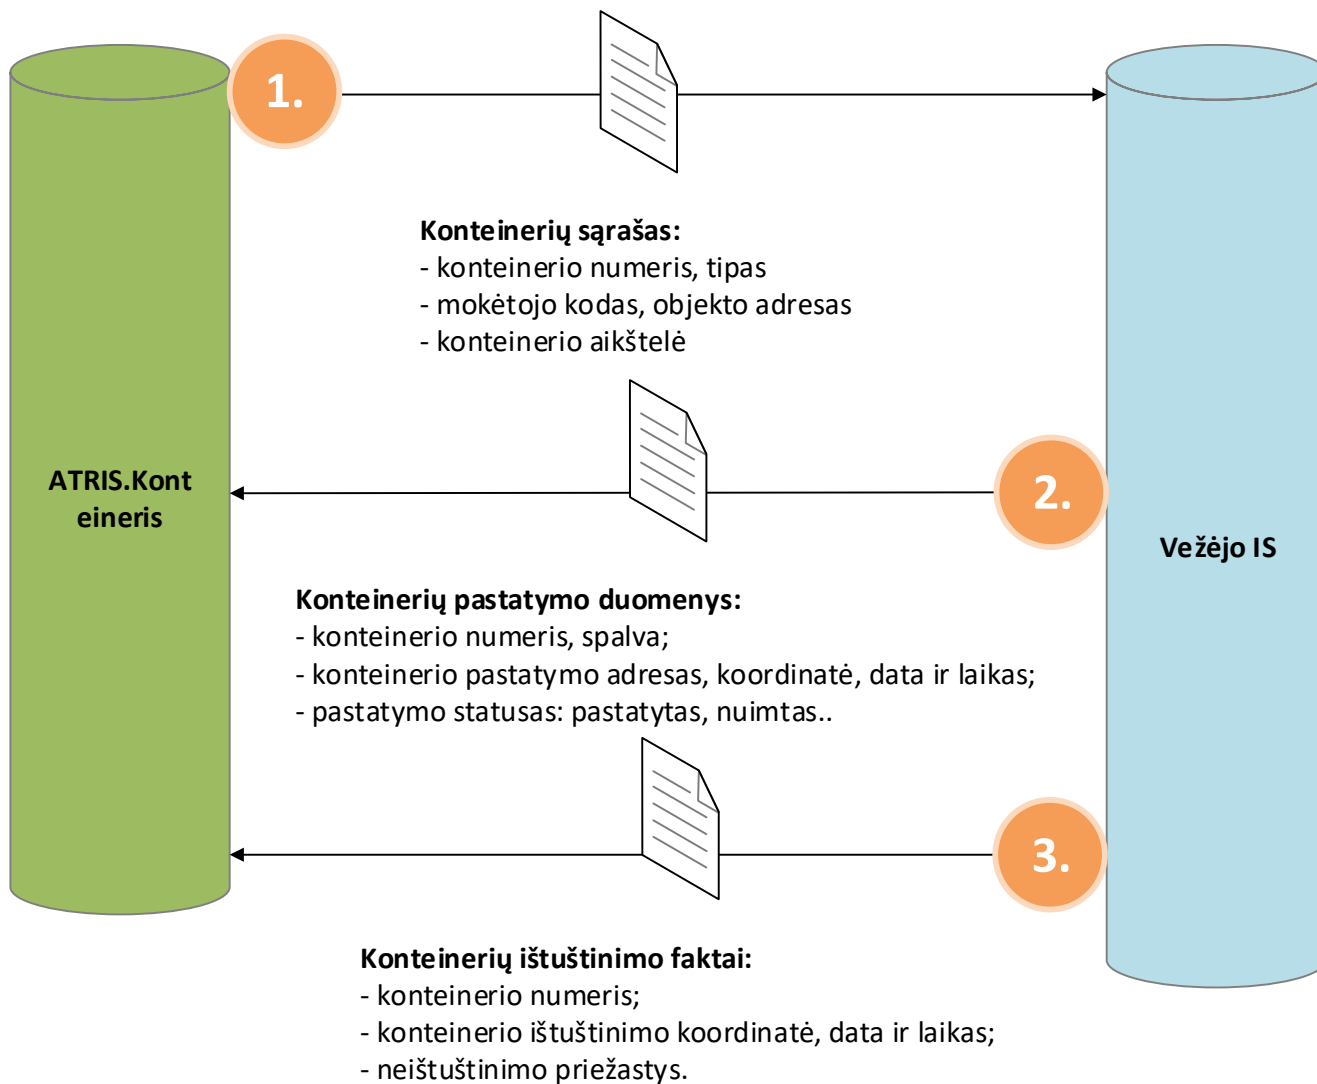 1.
Konteinerių sąrašas:
- konteinerio numeris, tipas
- mokėtojo kodas, objekto adresas
- konteinerio aikštelė
ATRIS.Kont
eineris
2.
Vežėjo IS
Konteinerių pastatymo duomenys:
- konteinerio numeris, spalva;
- konteinerio pastatymo adresas, koordinatė, data ir laikas;
- pastatymo statusas: pastatytas, nuimtas..
3.
Konteinerių ištuštinimo faktai:
- konteinerio numeris;
- konteinerio ištuštinimo koordinatė, data ir laikas;
- neištuštinimo priežastys.